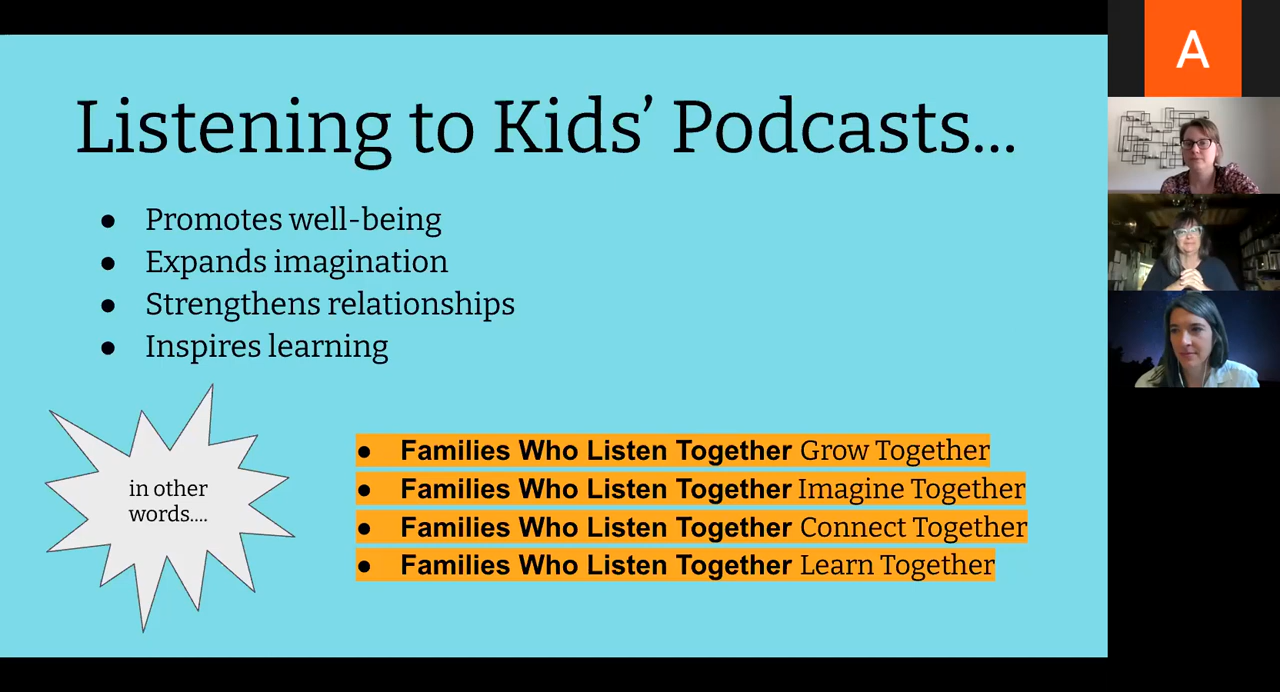 Listening to Kids’ Podcasts...
● Promotes well-being
● Expands imagination
● Strengthens relationships
● Inspires learning
in other
words....
● Families Who Listen Together Grow Together
● Families Who Listen Together Imagine Together
● Families Who Listen Together Connect Together
● Families Who Listen Together Learn Together
A